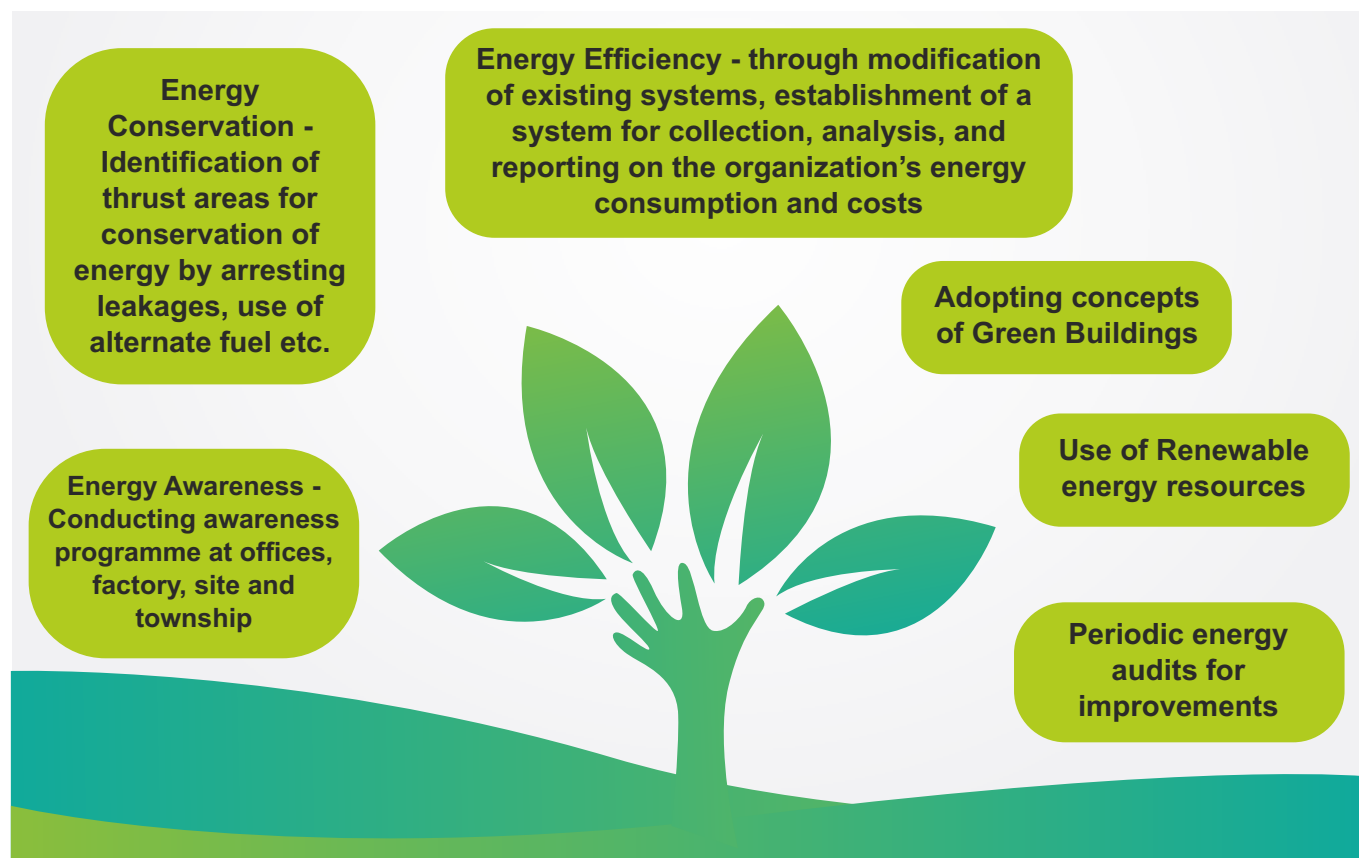 Energy
Conservation -
Identification of
thrust areas for
conservation of
energy by arresting
leakages, use of
alternate fuel etc.
Energy Efficiency - through modification
of existing systems, establishment of a
system for collection, analysis, and
reporting on the organization’s energy
consumption and costs
Adopting concepts
of Green Buildings
Use of Renewable
energy resources
Energy Awareness -
Conducting awareness
programme at offices,
factory, site and
township
Periodic energy
audits for
improvements